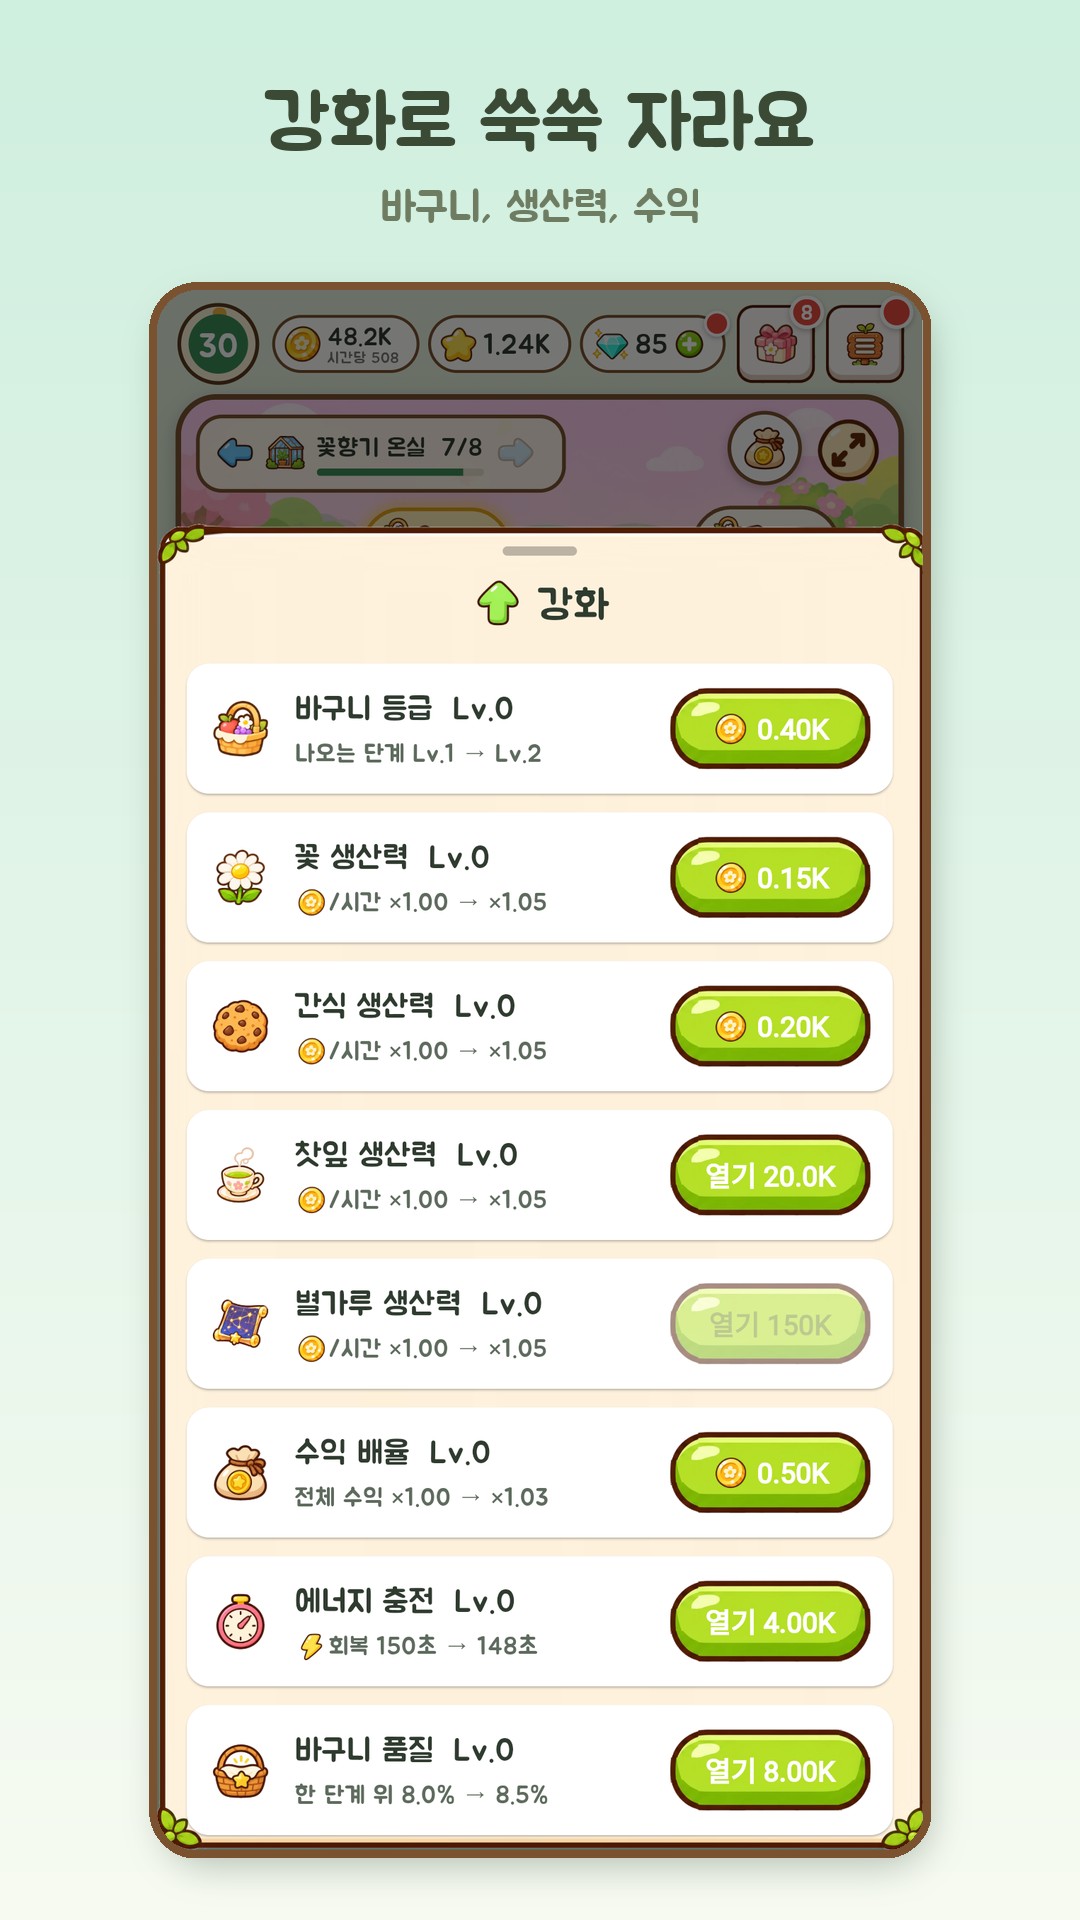 강화로 쑥쑥 자라요
바구니, 생산력, 수익
30
48.2K
시간당 508
1.24K
85
8
꽃향기 온실 7/8
강화
바구니 등급 Lv.0
나오는 단계 Lv.1 → Lv.2
0.40K
꽃 생산력 Lv.0
/시간 ×1.00 → ×1.05
0.15K
간식 생산력 Lv.0
/시간 ×1.00 → ×1.05
0.20K
찻잎 생산력 Lv.0
/시간 ×1.00 → ×1.05
열기 20.0K
별가루 생산력 Lv.0
/시간 ×1.00 → ×1.05
열기 150K
수익 배율 Lv.0
전체 수익 ×1.00 → ×1.03
0.50K
에너지 충전 Lv.0
회복 150초 → 148초
열기 4.00K
바구니 품질 Lv.0
한 단계 위 8.0% → 8.5%
열기 8.00K